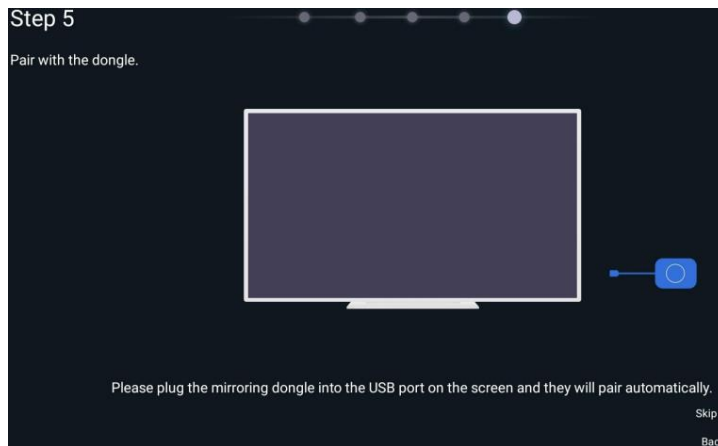 Step 5
Pair with the dongle.
Please plug the mirroring dongle into the USB port on the screen and they will pair automatically.
Skip